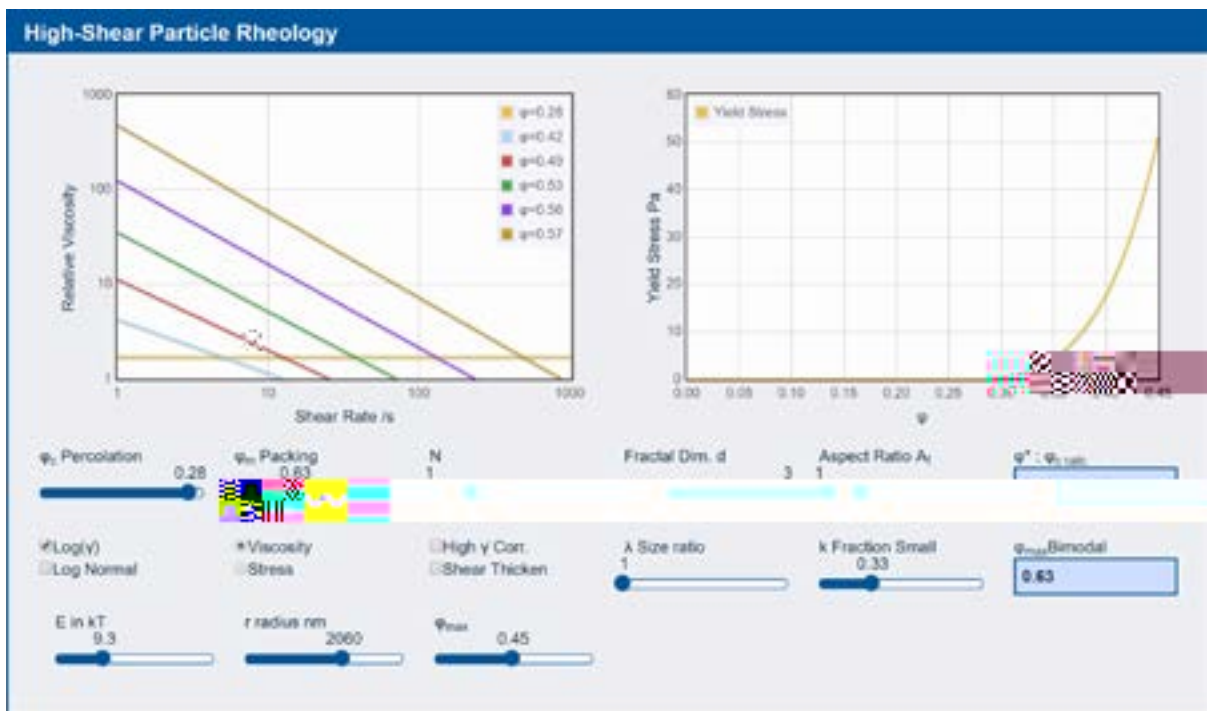 High-Shear Particle Rheology
1000
100
10
1
Relative Viscosity
φ=0.28
φ=0.42
φ=0.49
φ=0.53
φ=0.56
φ=0.57
1 10 100 1000
Shear Rate /s
60
50
40
30
20
10
0
Yield Stress Pa
Yield Stress
0.00 0.05 0.10 0.15 0.20 0.25 0.30 0.45
φ
φc Percolation φm Packing N Fractal Dim. d Aspect Ratio
0.28 0.63 1 3 1
Log(γ) Viscosity High γ Corr. λ Size ratio k Fraction Small φmaxBimodal
Log Normal Stress Shear Thicken 1 0.33 0.63
E in kT r radius nm φmax
9.3 2060 0.45